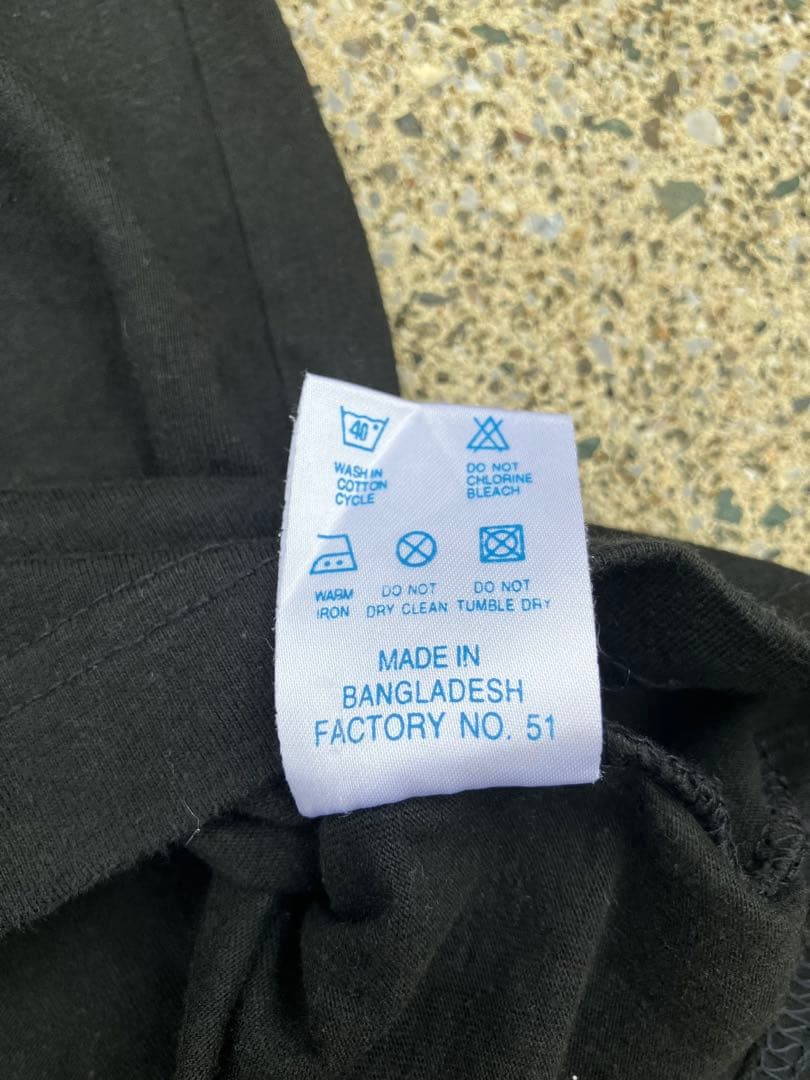 40°
WASH IN
COTTON
CYCLE
DO NOT
CHLORINE
BLEACH
WARM
IRON
DO NOT
DRY CLEAN
DO NOT
TUMBLE DRY
MADE IN
BANGLADESH
FACTORY NO. 51